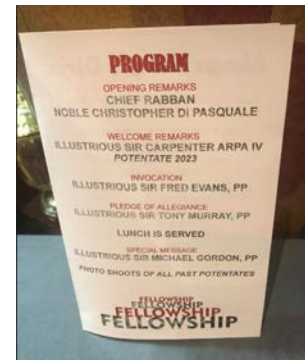 PROGRAM
OPENING REMARKS
CHIEF RABBAN
NOBLE CHRISTOPHER Di PASQUALE
WELCOME REMARKS
ILLUSTRIOUS SIR CARPENTER ARPA IV
POTENTATE 2023
INVOCATION
ILLUSTRIOUS SIR FRED EVANS, PP
PLEDGE OF ALLEGIANCE
ILLUSTRIOUS SIR TONY MURRAY, PP
LUNCH IS SERVED
SPECIAL MESSAGE
ILLUSTRIOUS SIR MICHAEL GORDON, PP
PHOTO SHOOTS OF ALL PAST POTENTATES
FELLOWSHIP
FELLOWSHIP
FELLOWSHIP
FELLOWSHIP